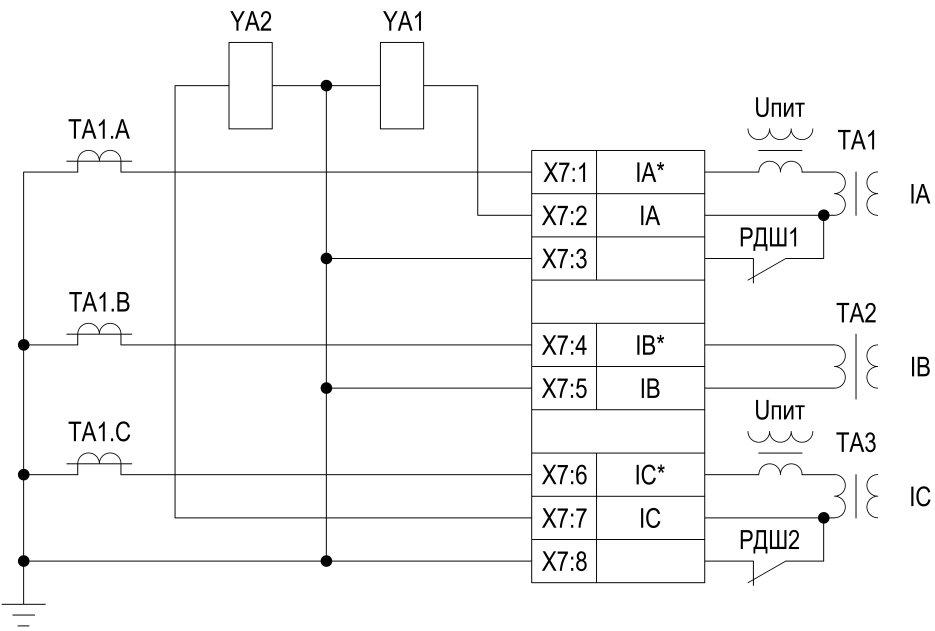 YA2
YA1
TA1.A
TA1.B
TA1.C
X7:1 IA*
X7:2 IA
X7:3
X7:4 IB*
X7:5 IB
X7:6 IC*
X7:7 IC
X7:8
Uпит
TA1
IA
РДШ1
TA2
IB
Uпит
TA3
IC
РДШ2